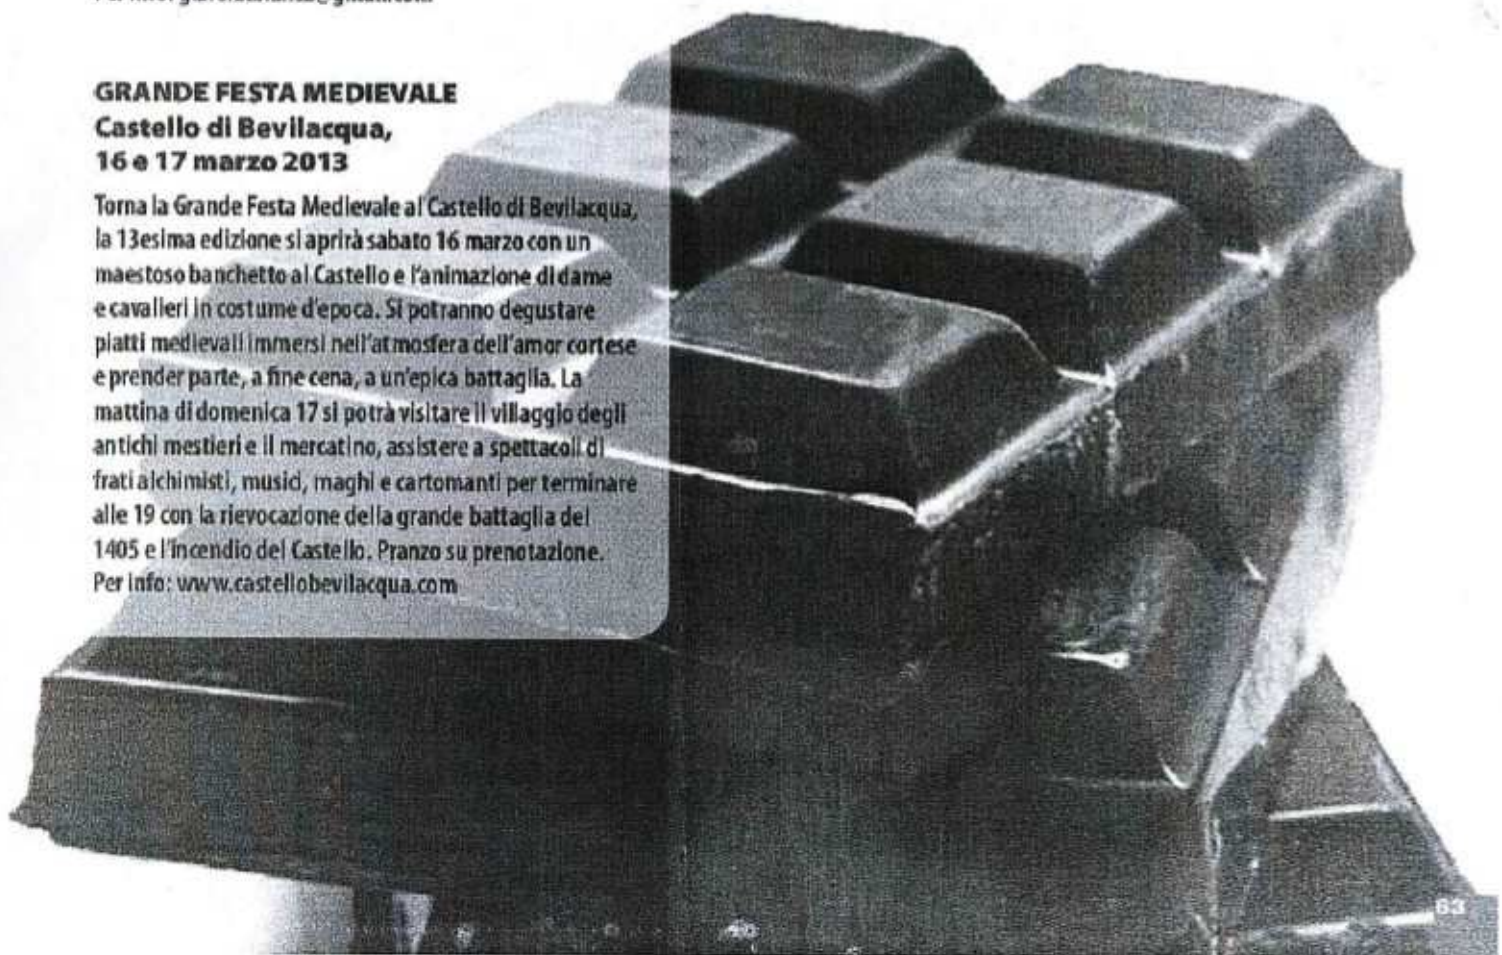 GRANDE FESTA MEDIEVALE
Castello di Bevilacqua,
16 e 17 marzo 2013
Torna la Grande Festa Medievale al Castello di Bevilacqua,
la 13esima edizione si aprirà sabato 16 marzo con un
maestoso banchetto al Castello e l'animazione di dame
e cavalieri in costume d'epoca. Si potranno degustare
piatti medievali immersi nell'atmosfera dell'amor cortese
e prender parte, a fine cena, a un'epica battaglia. La
mattina di domenica 17 si potrà visitare il villaggio degli
antichi mestieri e il mercatino, assistere a spettacoli di
frati alchimisti, musici, maghi e cartomanti per terminare
alle 19 con la rievocazione della grande battaglia del
1405 e l'incendio del Castello. Pranzo su prenotazione.
Per info: www.castellobevilacqua.com
63